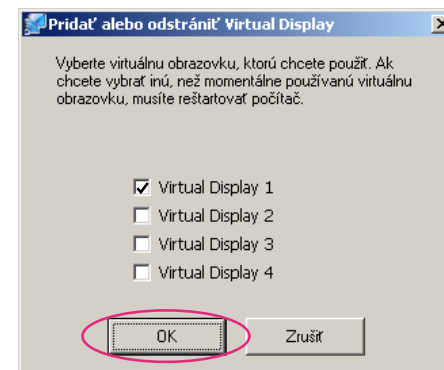 Pridať alebo odstrániť Virtual Display
Vyberte virtuálnu obrazovku, ktorú chcete použiť. Ak
chcete vybrať inú, než momentálne používanú virtuálnu
obrazovku, musíte reštartovať počítač.
Virtual Display 1
Virtual Display 2
Virtual Display 3
Virtual Display 4
OK
Zrušiť